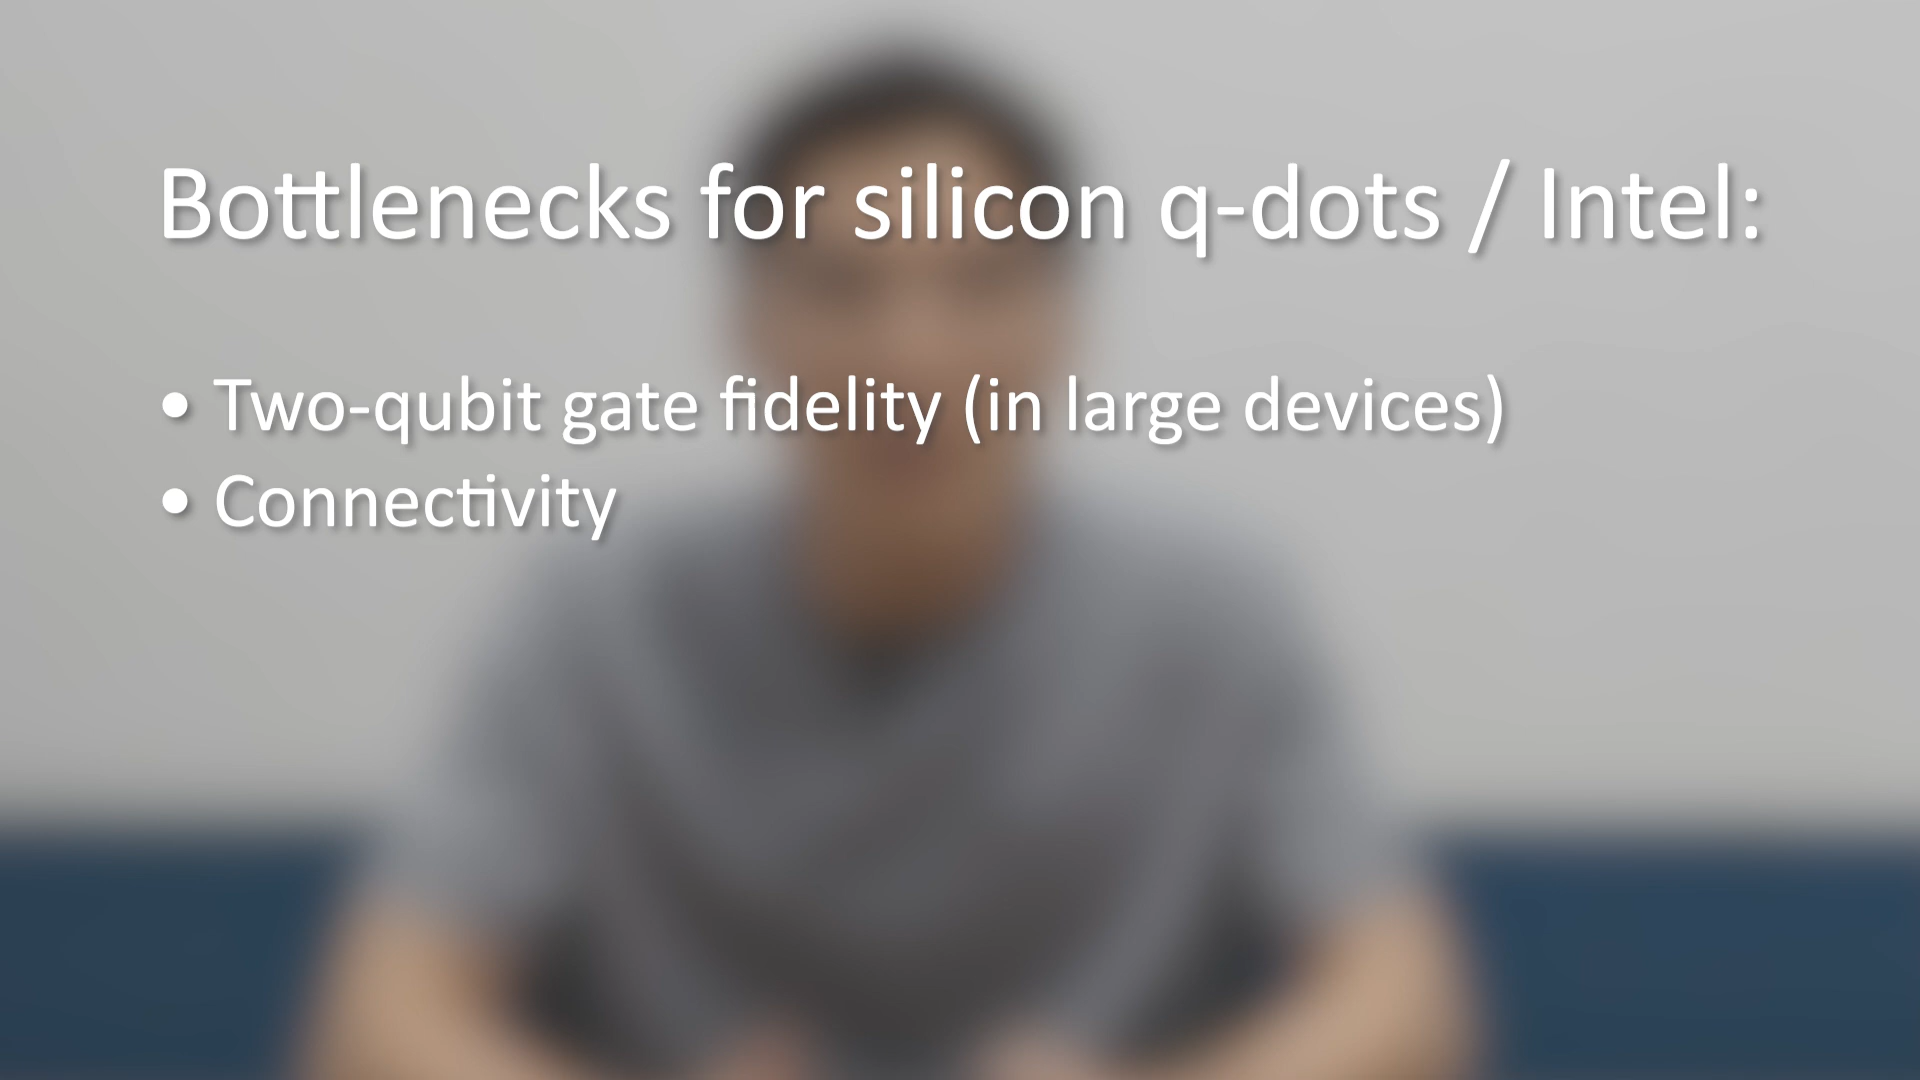 Bottlenecks for silicon q-dots / Intel:
• Two-qubit gate fidelity (in large devices)
• Connectivity